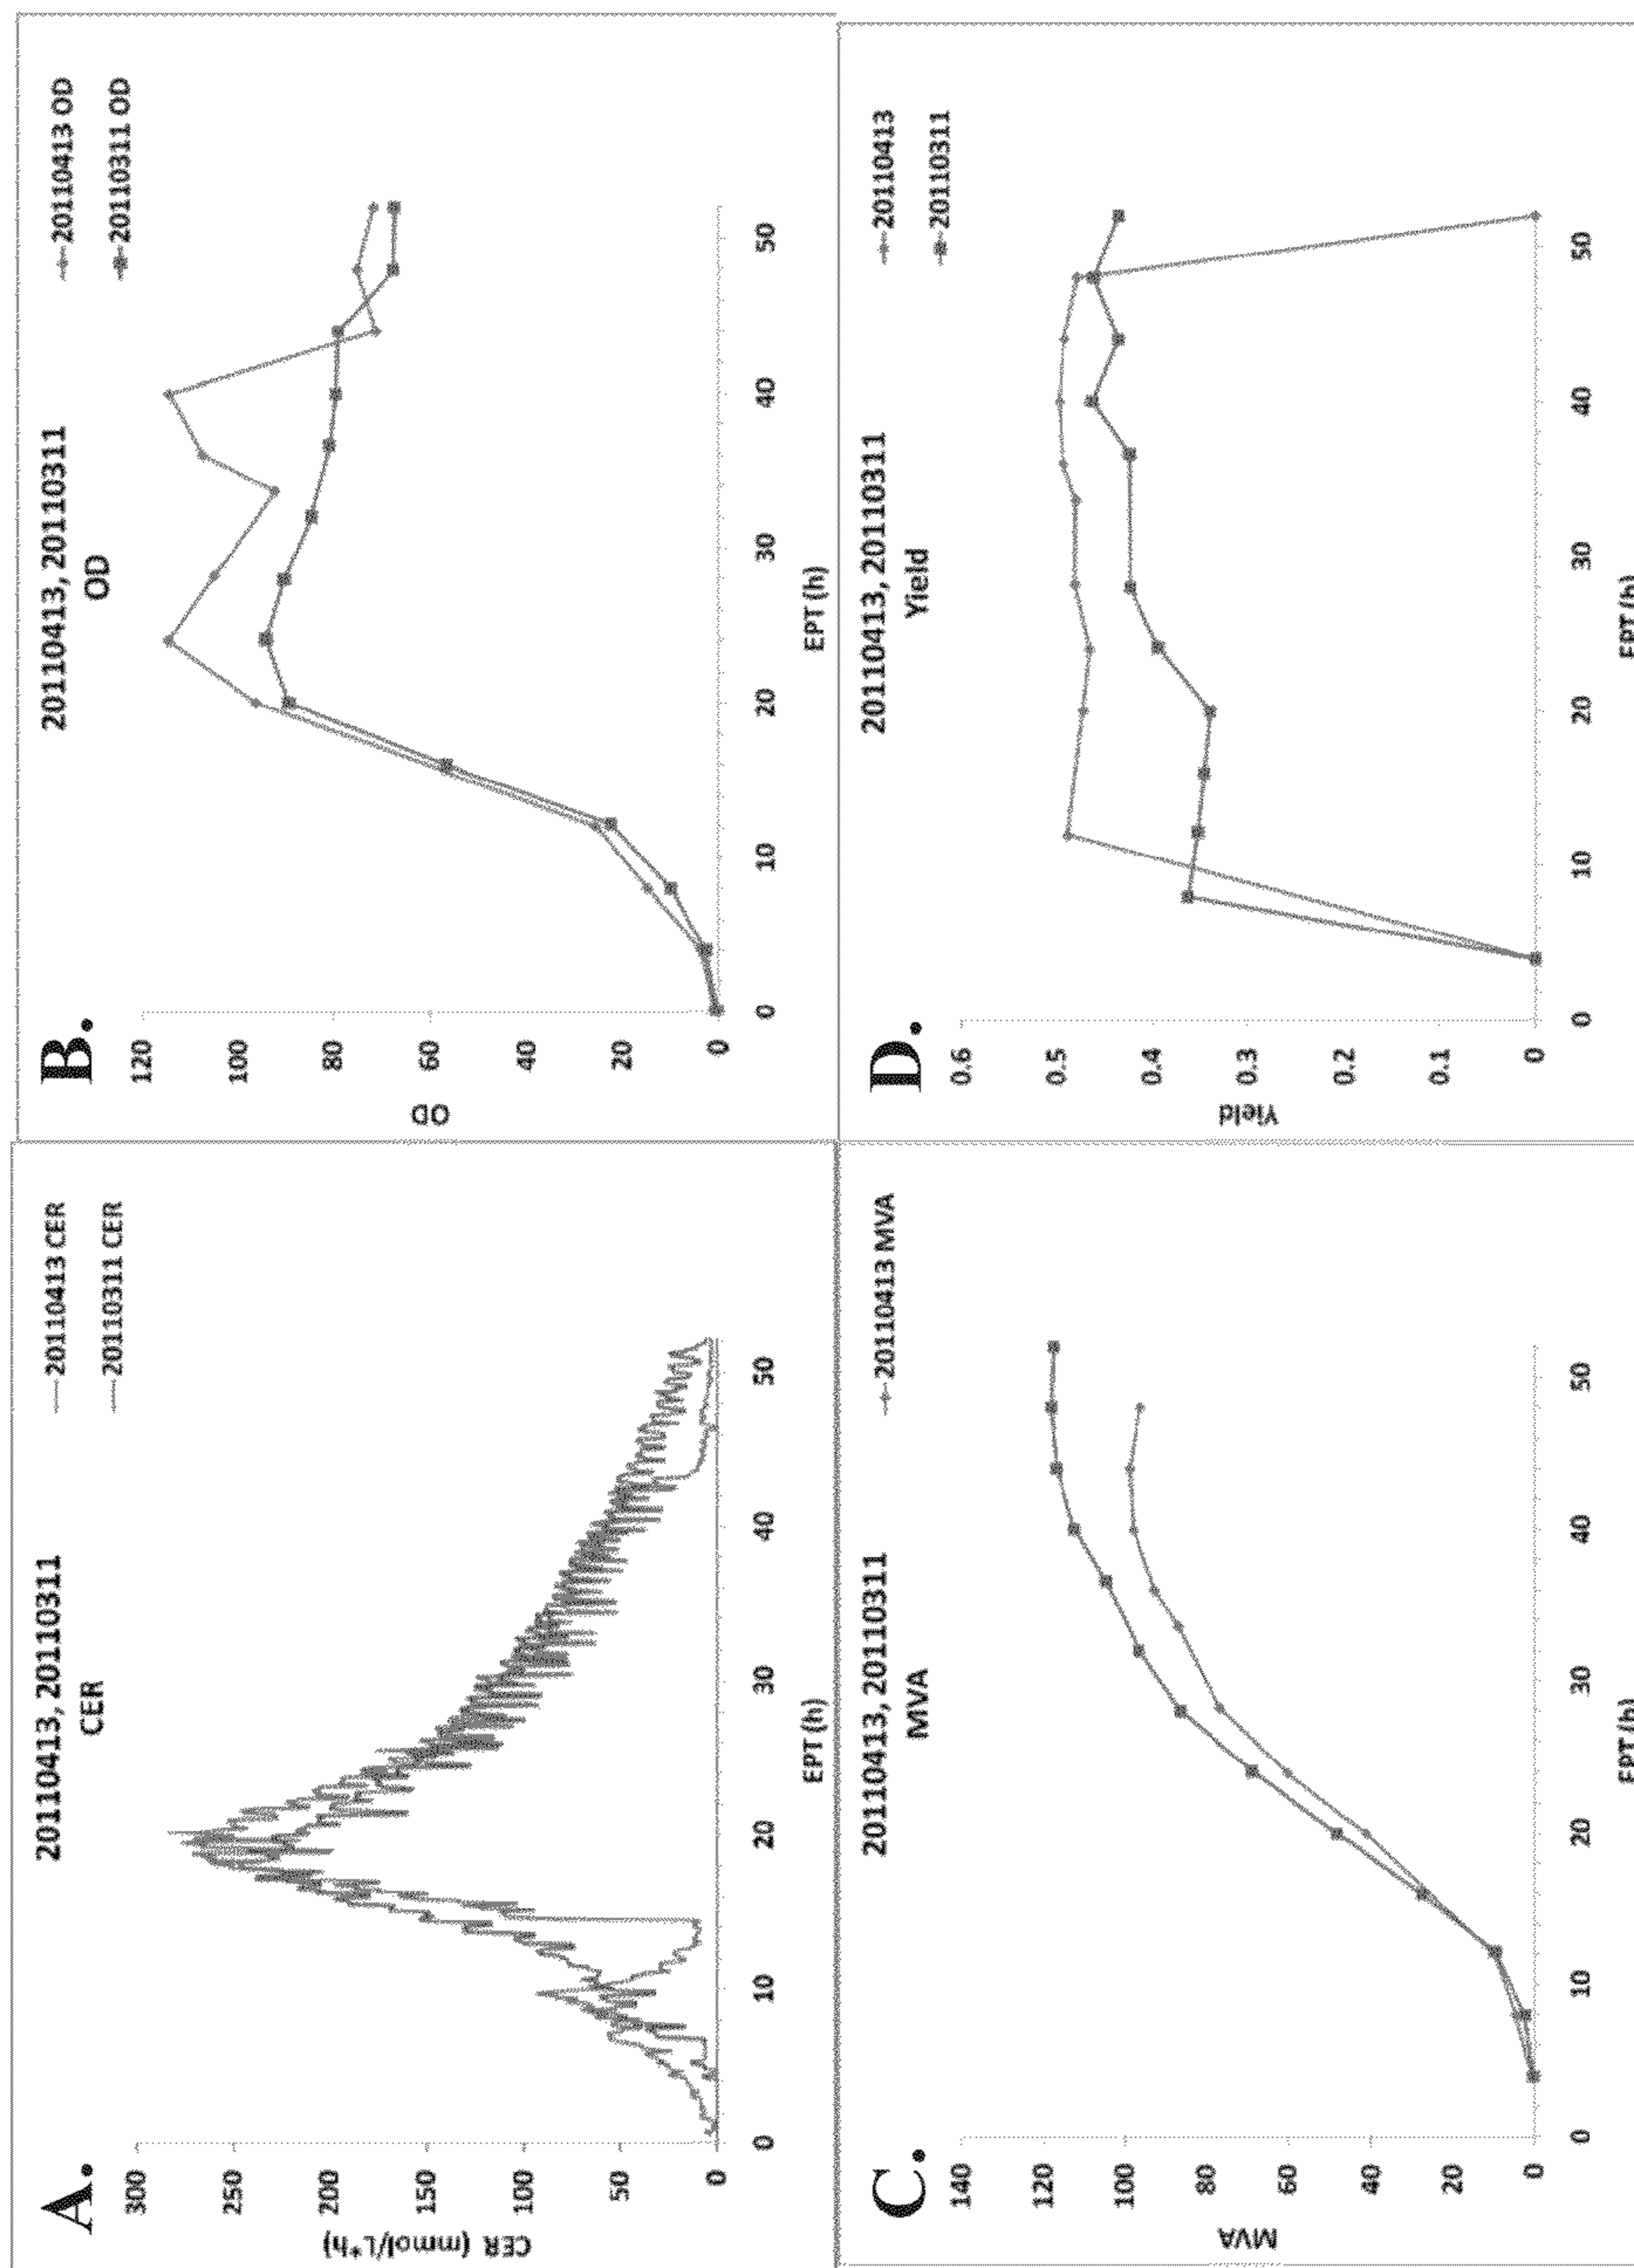 A.
20110413, 20110311
CER
20110413 CER
20110311 CER
CER (mmol/L*h)
300
250
200
150
100
50
0
0 10 20 30 40 50
EPT (h)
B.
20110413, 20110311
OD
20110413 OD
20110311 OD
OD
120
100
80
60
40
20
0
0 10 20 30 40 50
EPT (h)
C.
20110413, 20110311
MVA
20110413 MVA
MVA
140
120
100
80
60
40
20
0
0 10 20 30 40 50
EPT (h)
D.
20110413, 20110311
Yield
20110413
20110311
Yield
0.6
0.5
0.4
0.3
0.2
0.1
0
0 10 20 30 40 50
EPT (h)